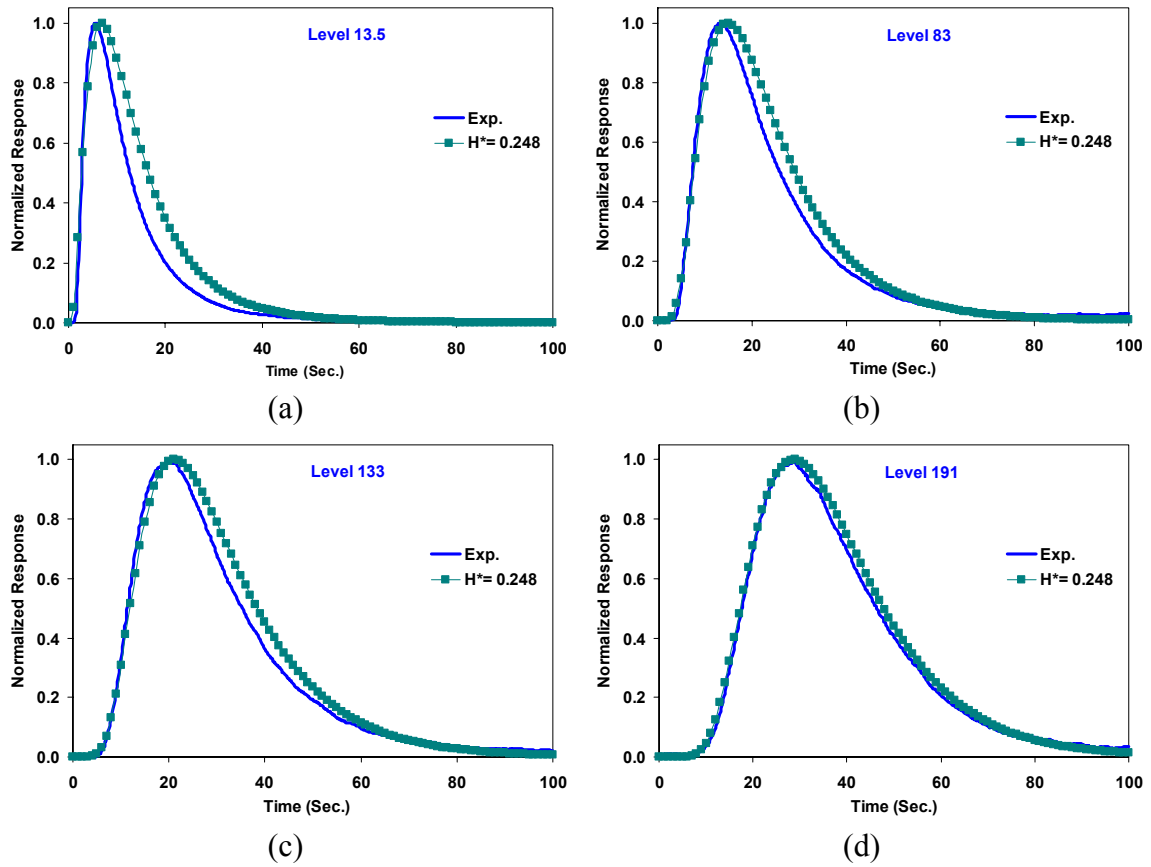 Level 13.5
Normalized Response
1.0
0.8
0.6
0.4
0.2
0.0
Exp.
H*= 0.248
0 20 40 60 80 100
Time (Sec.)
(a)
Level 83
Normalized Response
1.0
0.8
0.6
0.4
0.2
0.0
Exp.
H*= 0.248
0 20 40 60 80 100
Time (Sec.)
(b)
Level 133
Normalized Response
1.0
0.8
0.6
0.4
0.2
0.0
Exp.
H*= 0.248
0 20 40 60 80 100
Time (Sec.)
(c)
Level 191
Normalized Response
1.0
0.8
0.6
0.4
0.2
0.0
Exp.
H*= 0.248
0 20 40 60 80 100
Time (Sec.)
(d)